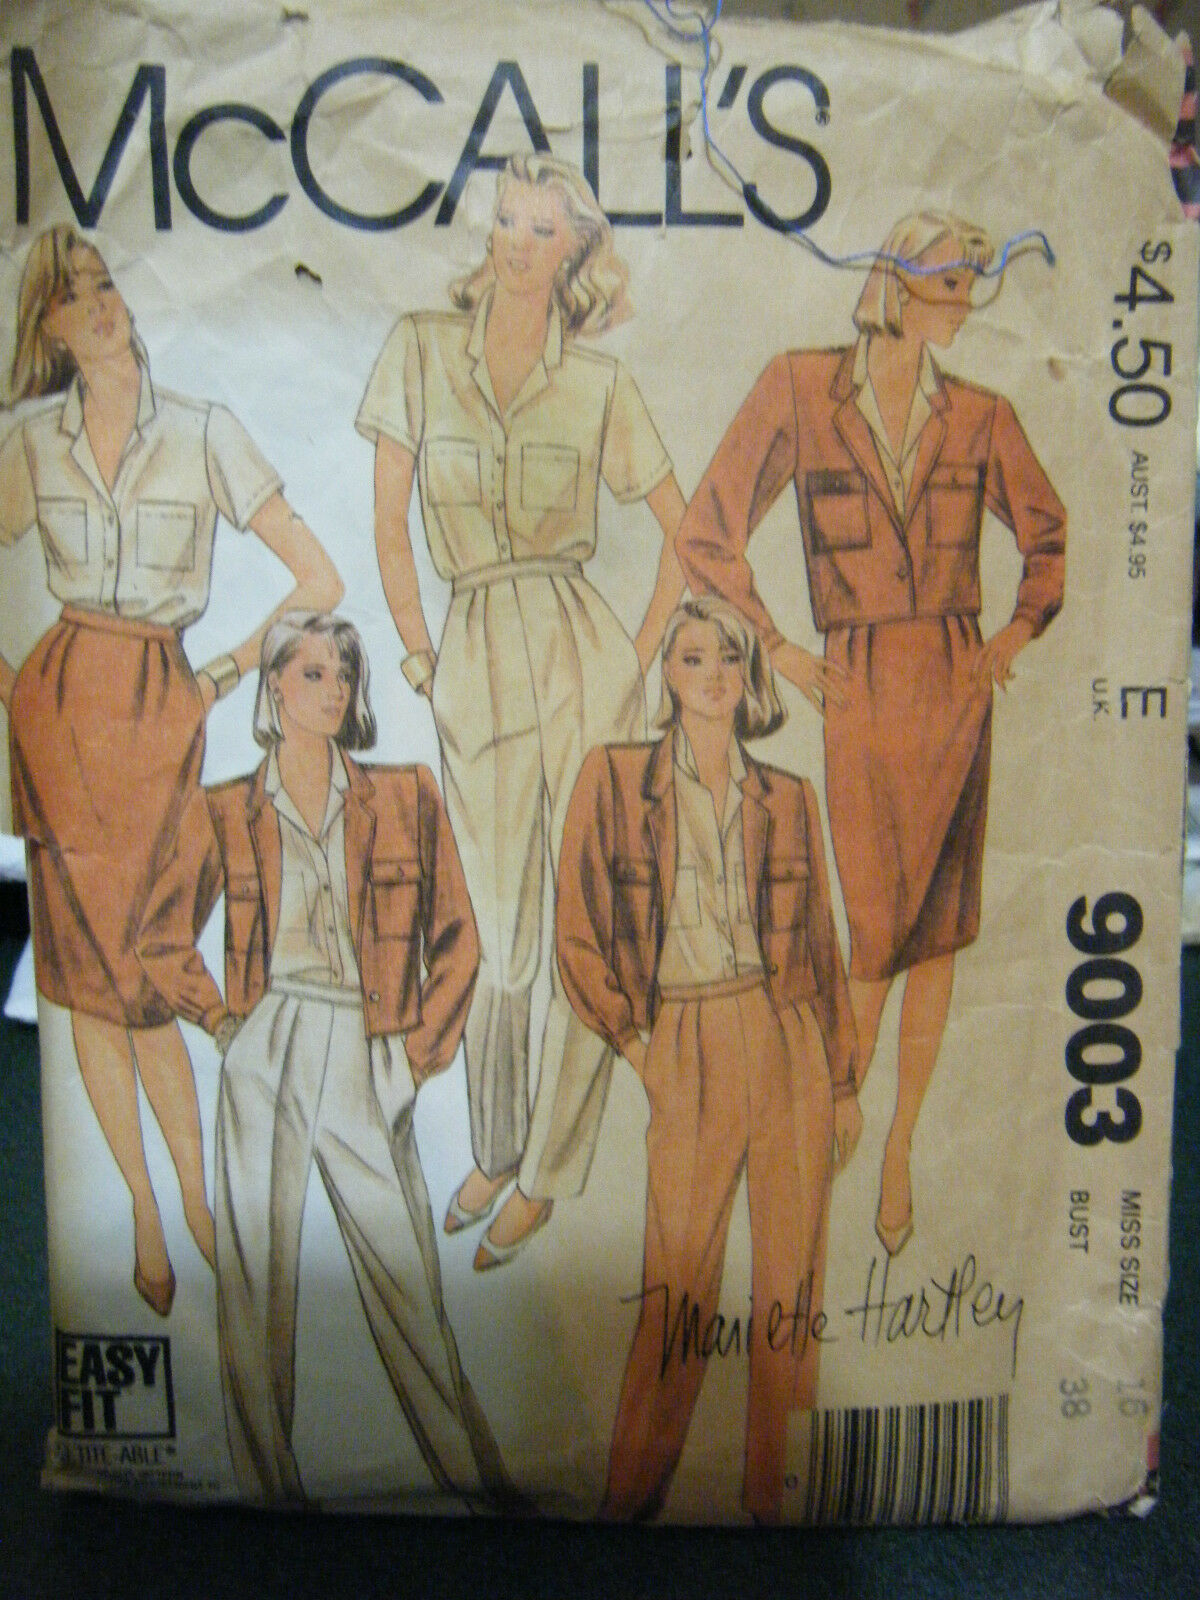 McCALL'S®
$4.50 AUST. $4.95 E U.K. 9003 MISS SIZE 16
BUST 38
Mariette Hartley
EASY
FIT